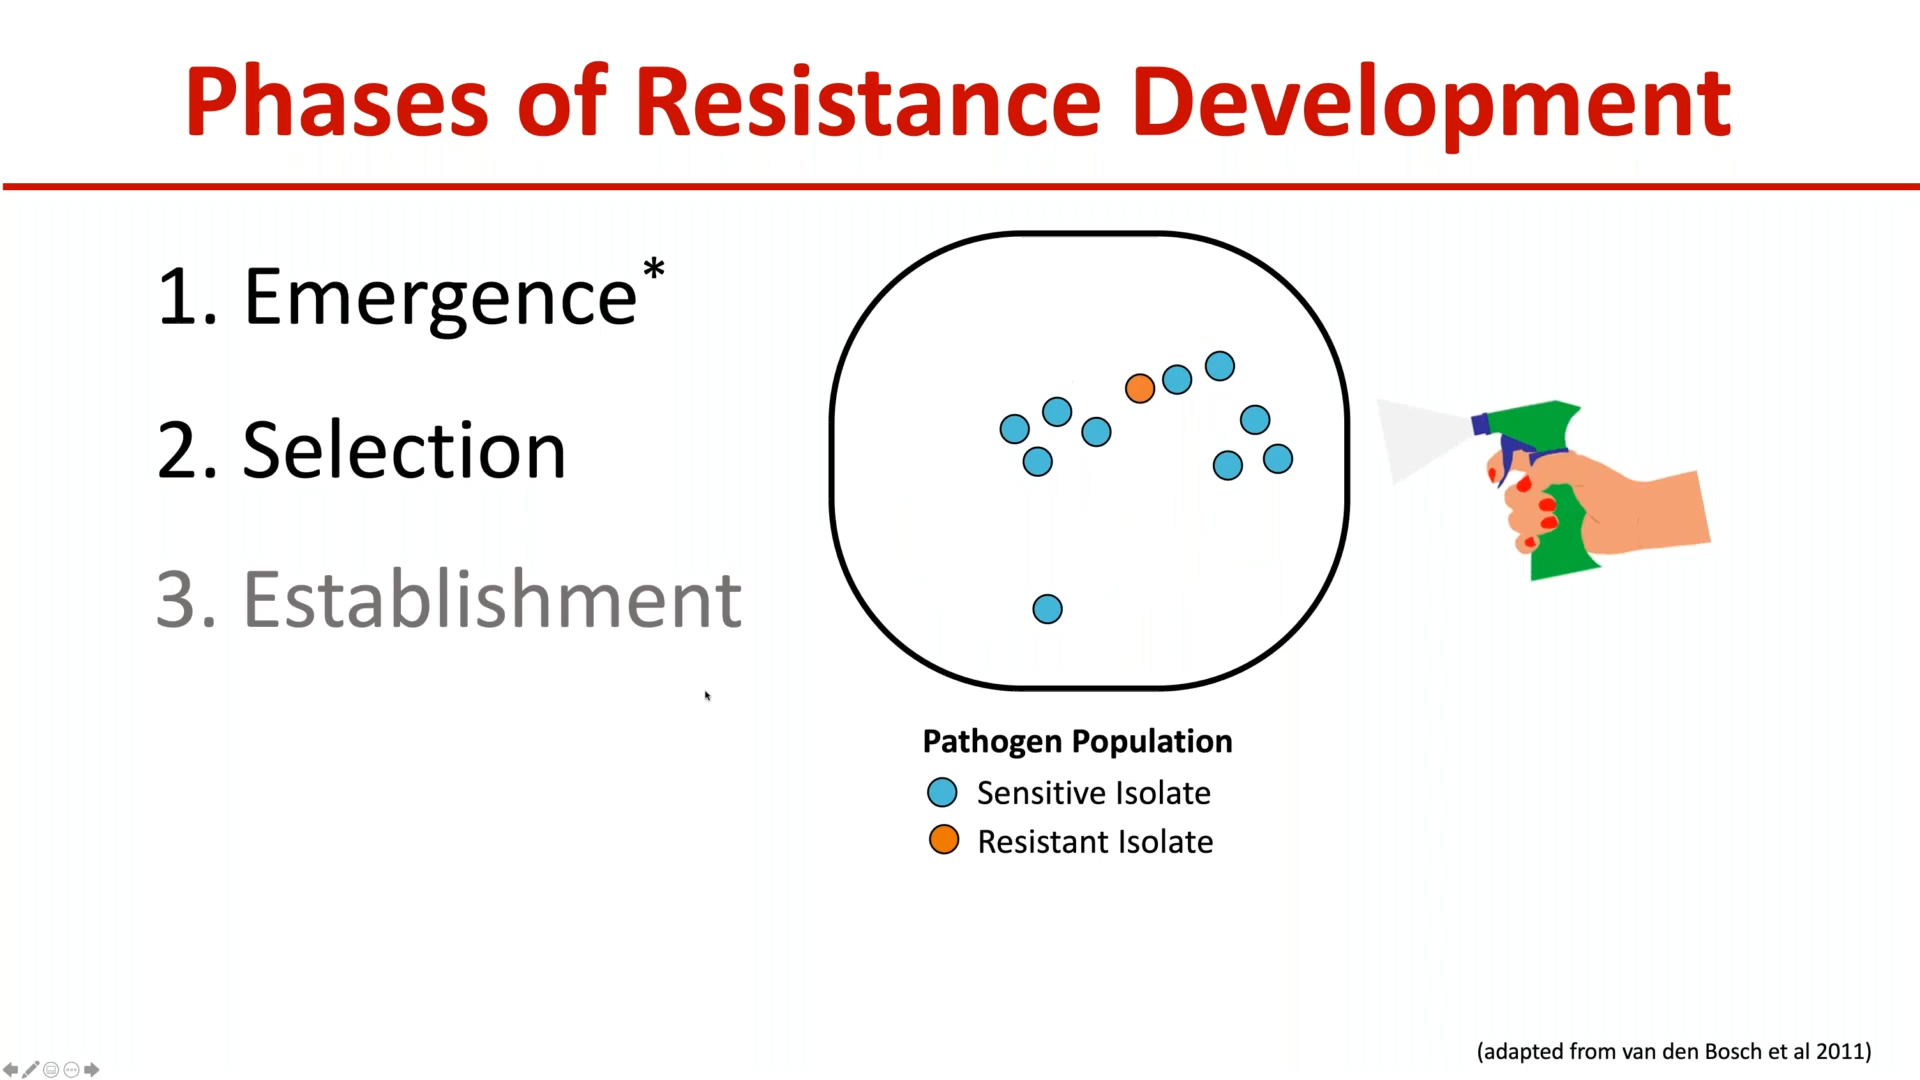 Phases of Resistance Development
1. Emergence*
2. Selection
3. Establishment
Pathogen Population
Sensitive Isolate
Resistant Isolate
(adapted from van den Bosch et al 2011)